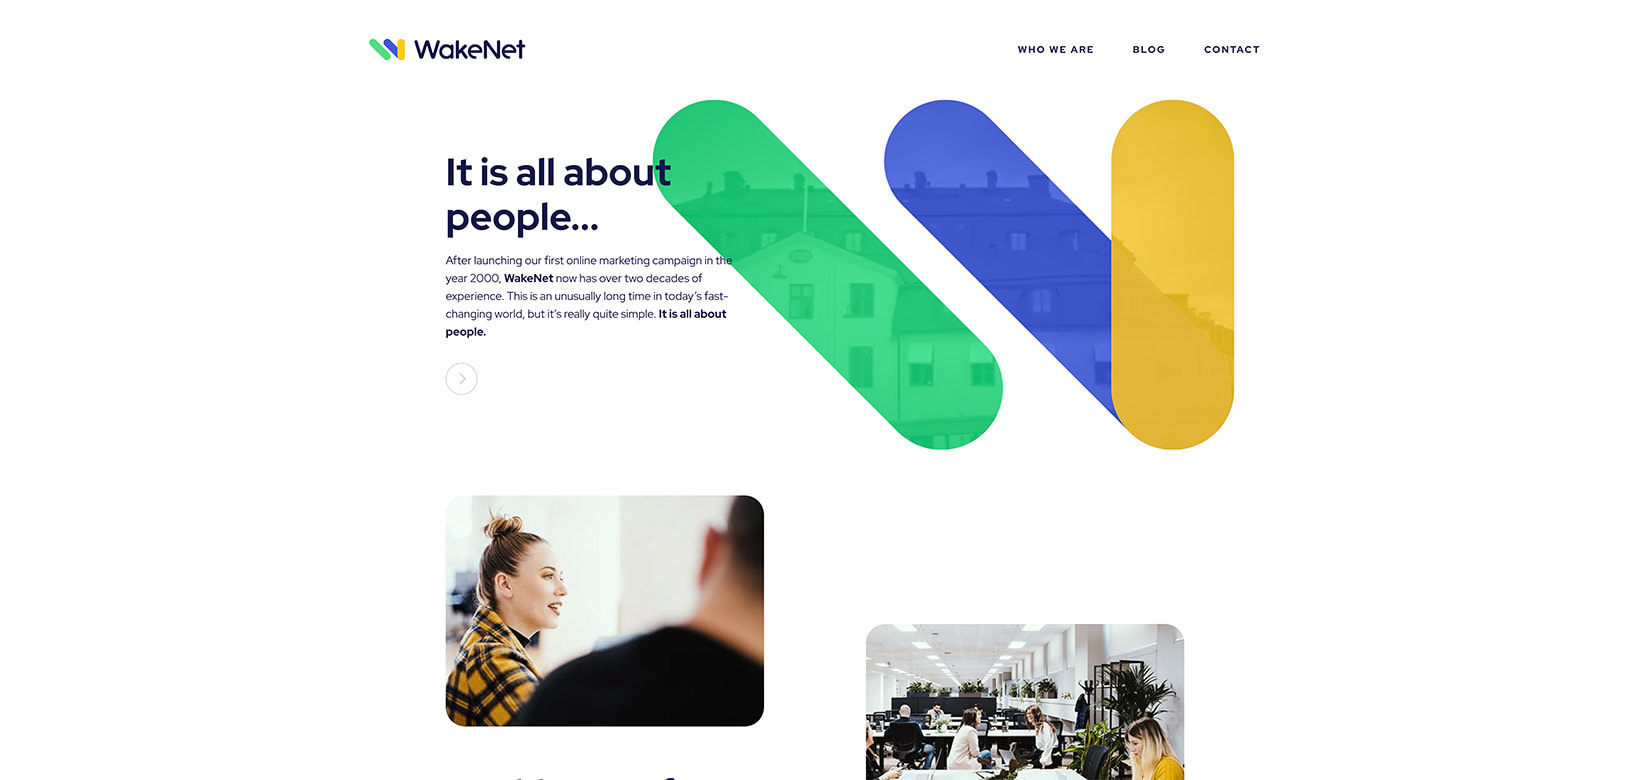 WakeNet
WHO WE ARE
BLOG
CONTACT
It is all about
people...
After launching our first online marketing campaign in the
year 2000, WakeNet now has over two decades of
experience. This is an unusually long time in today’s fast-
changing world, but it’s really quite simple. It is all about
people.